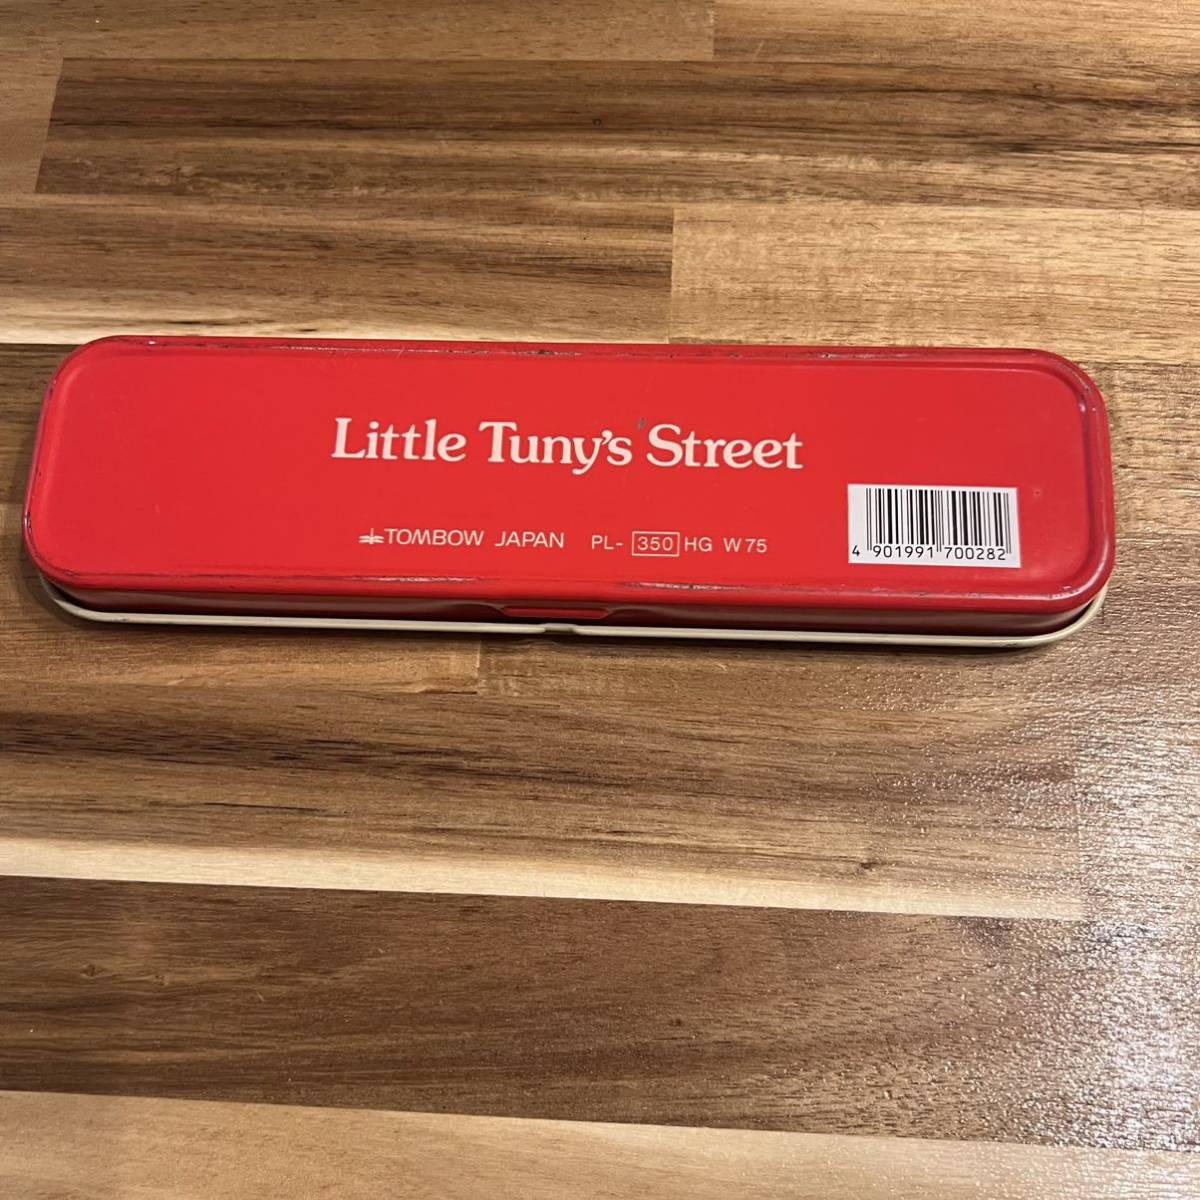 Little Tuny's Street
TOMBOW JAPAN PL- 350 HG W75
4 901991 700282